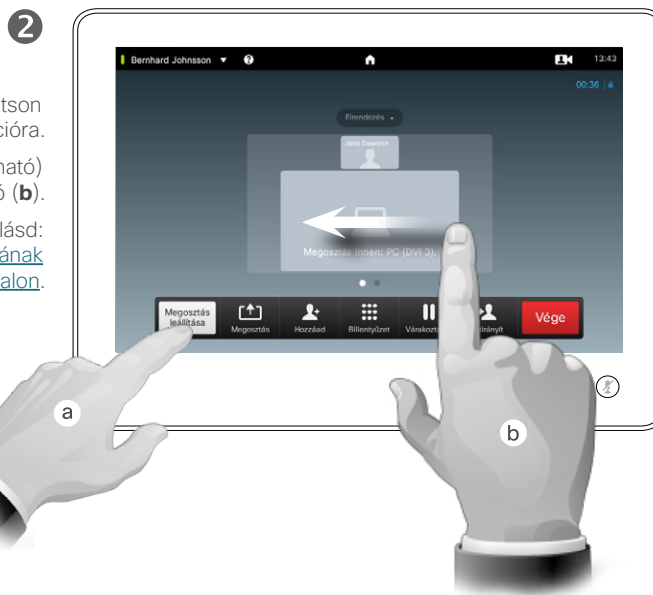 2
tson
cióra.
ható)
ó (b).
lásd:
ának
alon.
Bernhard Johnsson ? 13:43
00:36
Elrendezés
Jane Dawson
Megosztás innen: PC (DVI 3).
Megosztás
leállítása
Megosztás Hozzáad Billentyűzet Vége
a
b